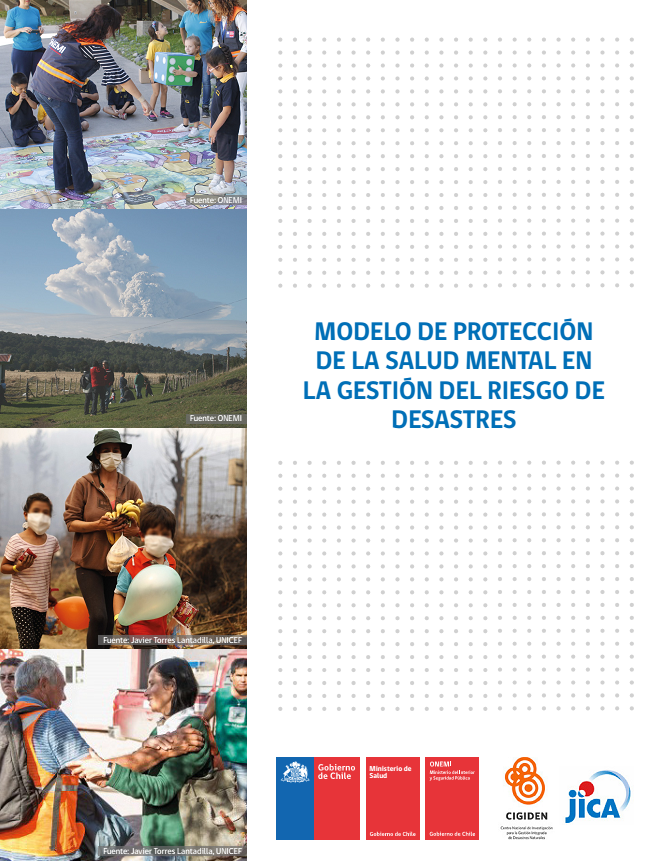 ONEMI
Fuente: ONEMI
Fuente: ONEMI
Fuente: Javier Torres Lantadilla, UNICEF
Fuente: Javier Torres Lantadilla, UNICEF
MODELO DE PROTECCIÓN
DE LA SALUD MENTAL EN
LA GESTIÓN DEL RIESGO DE
DESASTRES
Gobierno
de Chile
Ministerio de
Salud
Gobierno de Chile
ONEMI
Ministerio del Interior
y Seguridad Pública
Gobierno de Chile
CIGIDEN
Centro Nacional de Investigación
para la Gestión Integrada
de Desastres Naturales
jICA